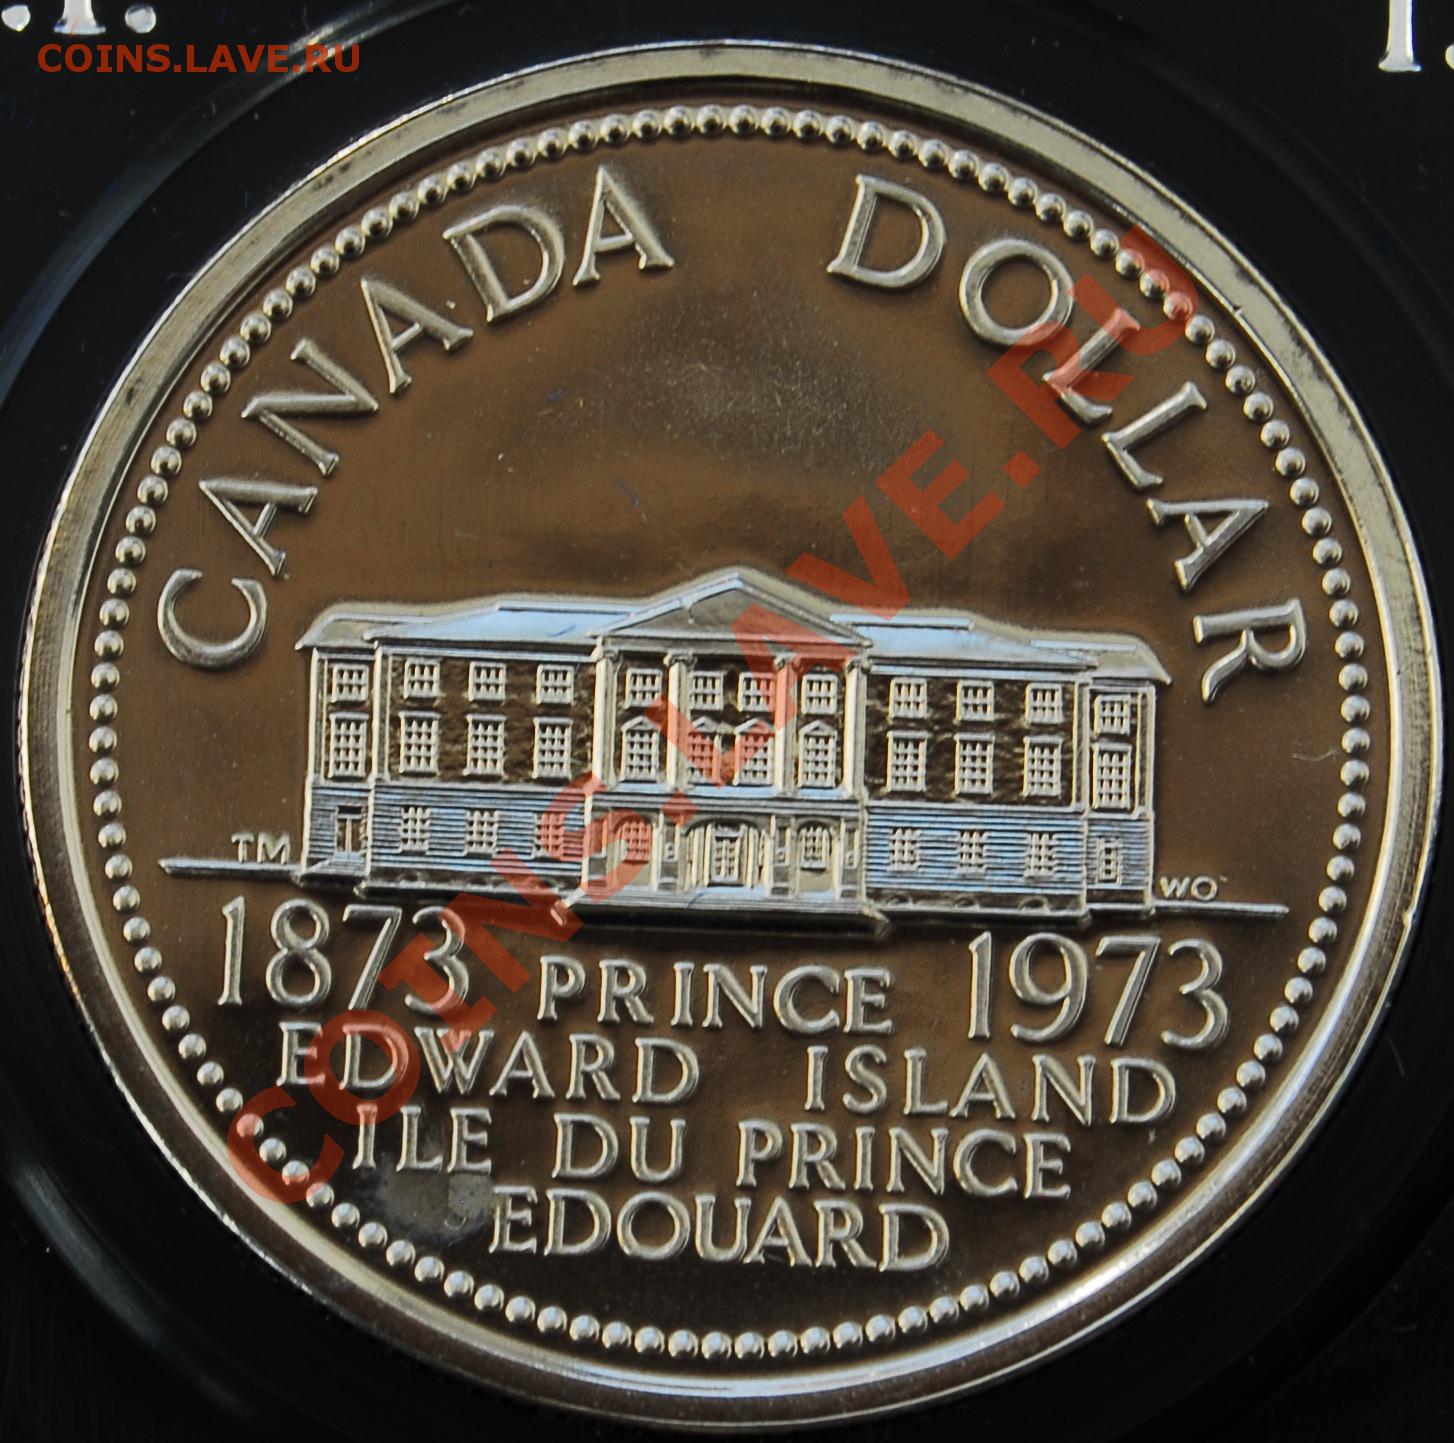 COINS.LAVE.RU
CANADA DOLLAR
TM
WO
1873 PRINCE 1973
EDWARD ISLAND
ILE DU PRINCE
EDOUARD
COINS.LAVE.RU